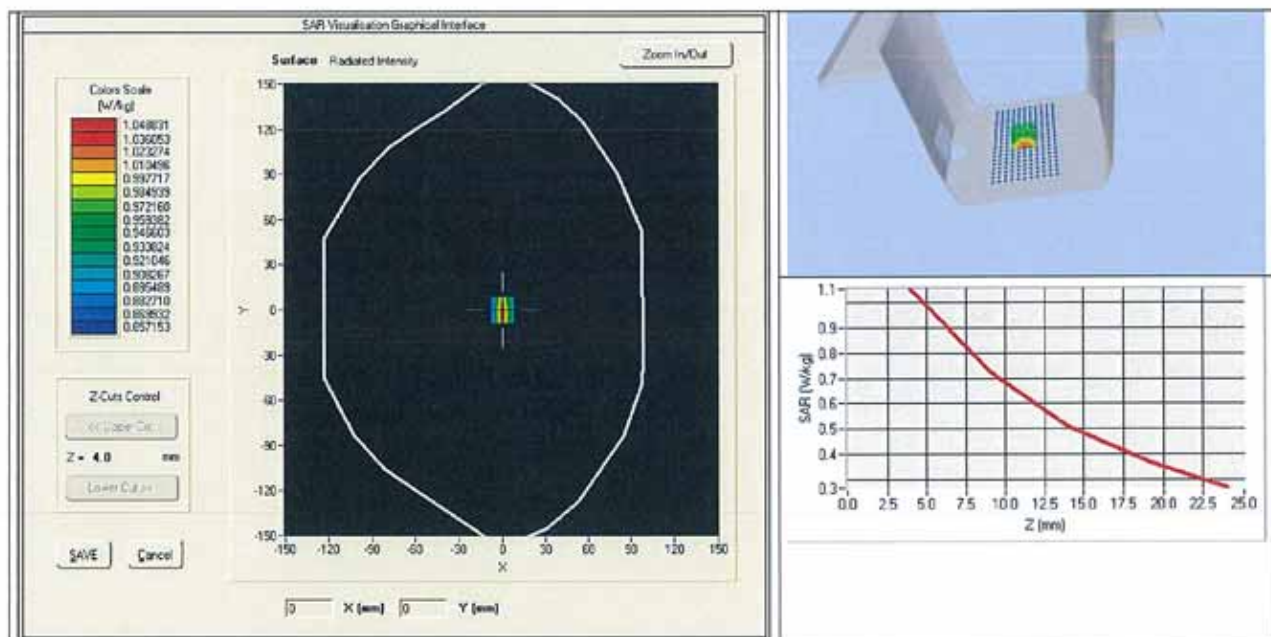 SAR Visualisation Graphical Interface
Surface Radiated Intensity
Zoom In/Out
Colors Scale
[W/kg]
1.048831
1.036053
1.023274
1.010496
0.997717
0.984939
0.972160
0.959382
0.946603
0.933824
0.921046
0.908267
0.895489
0.882710
0.869932
0.857153
Z-Cuts Control
Z = 4.0 mm
SAVE Cancel
150-
120-
90-
60-
30-
0-
30-
-60-
-90-
-120-
-150-
Y
-150 -120 -90 -60 -30 0 30 60 90 120 150
X
0 X (mm) 0 Y (mm)
1.1-
0.9-
0.8-
0.7-
0.6-
0.5-
0.4-
0.3-
SAR [W/kg]
0.0 2.5 5.0 7.5 10.0 12.5 15.0 17.5 20.0 22.5 25.0
Z (mm)